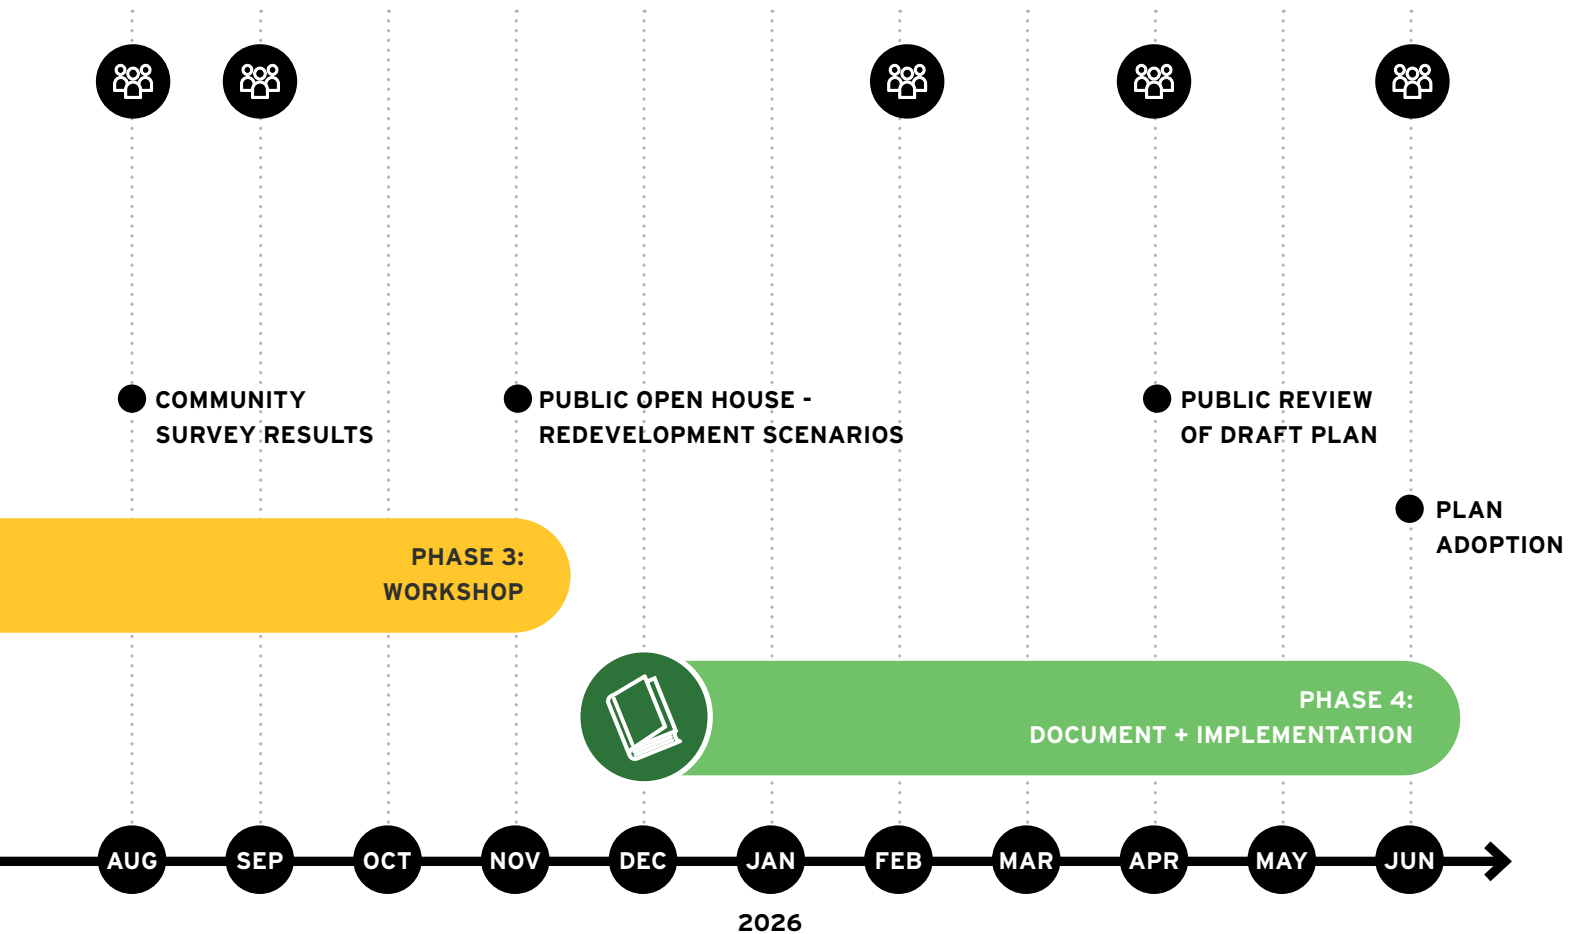 COMMUNITY
SURVEY RESULTS
PUBLIC OPEN HOUSE -
REDEVELOPMENT SCENARIOS
PUBLIC REVIEW
OF DRAFT PLAN
PLAN
ADOPTION
PHASE 3:
WORKSHOP
PHASE 4:
DOCUMENT + IMPLEMENTATION
AUG SEP OCT NOV DEC JAN FEB MAR APR MAY JUN
2026